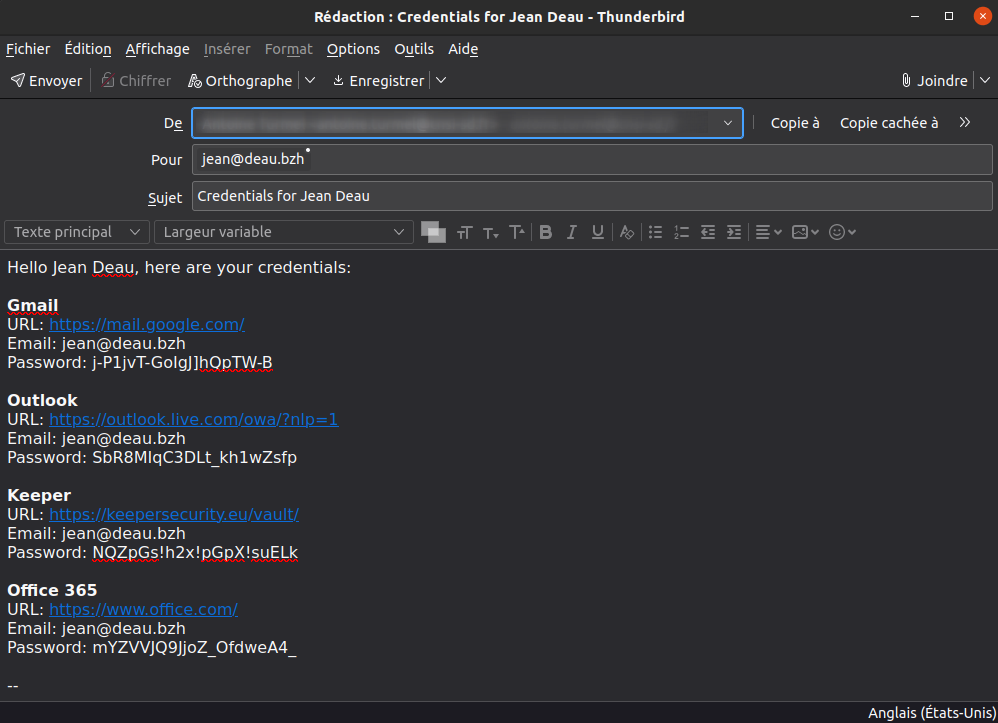 Rédaction : Credentials for Jean Deau - Thunderbird
Fichier Édition Affichage Insérer Format Options Outils Aide
Envoyer Chiffrer Orthographe Enregistrer Joindre
De Copie à Copie cachée à
Pour jean@deau.bzh
Sujet Credentials for Jean Deau
Texte principal Largeur variable
Hello Jean Deau, here are your credentials:
Gmail
URL: https://mail.google.com/
Email: jean@deau.bzh
Password: j-P1jvT-GoIgJ]hQpTW-B
Outlook
URL: https://outlook.live.com/owa/?nlp=1
Email: jean@deau.bzh
Password: SbR8MIqC3DLt_kh1wZsfp
Keeper
URL: https://keepersecurity.eu/vault/
Email: jean@deau.bzh
Password: NQZpGs!h2x!pGpX!suELk
Office 365
URL: https://www.office.com/
Email: jean@deau.bzh
Password: mYZVVJQ9JjoZ_OfdweA4_
--
Anglais (États-Unis)